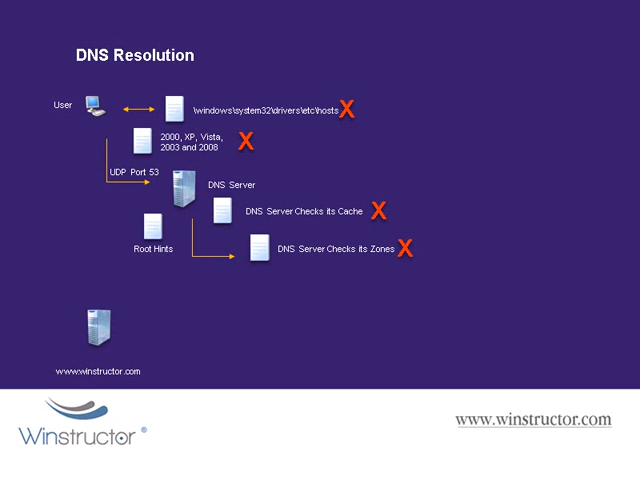 DNS Resolution
User
\windows\system32\drivers\etc\hosts
X
2000, XP, Vista,
2003 and 2008
X
UDP Port 53
DNS Server
DNS Server Checks its Cache
X
Root Hints
DNS Server Checks its Zones
X
www.winstructor.com
Winstructor®
www.winstructor.com